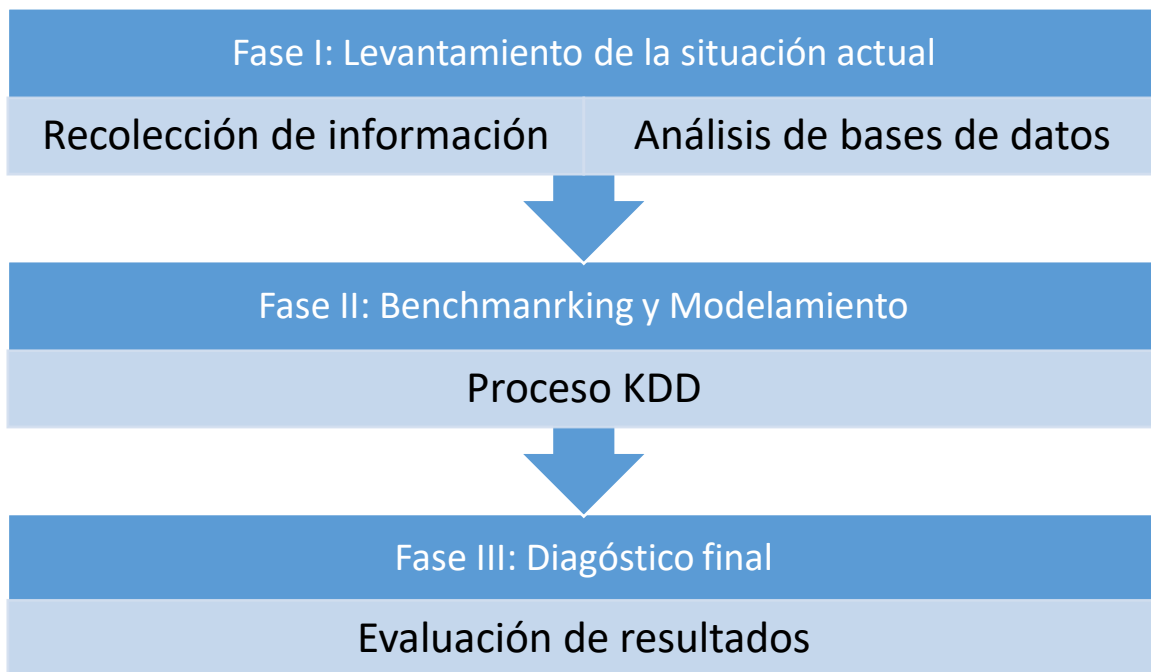 Fase I: Levantamiento de la situación actual
Recolección de información
Análisis de bases de datos
Fase II: Benchmanrking y Modelamiento
Proceso KDD
Fase III: Diagóstico final
Evaluación de resultados